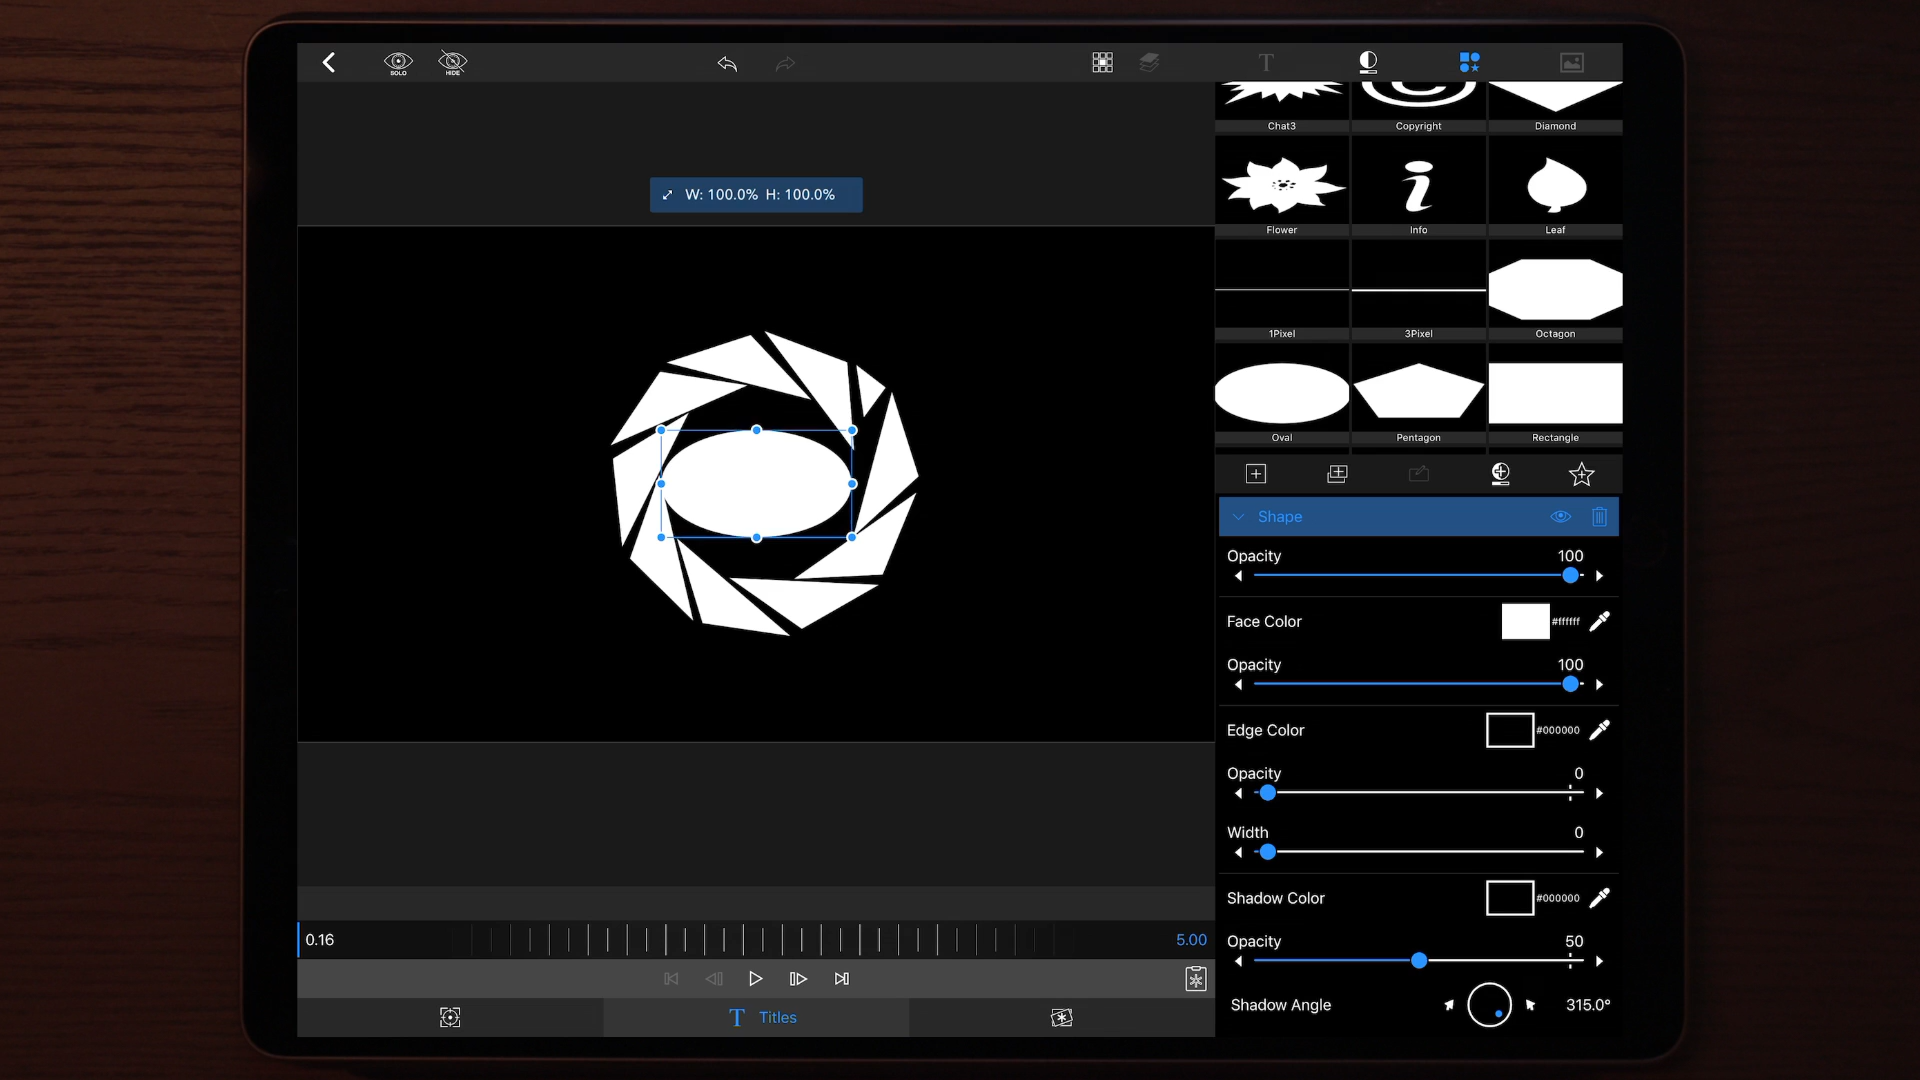 SOLO
HIDE
T
Chat3
Copyright
Diamond
W: 100.0% H: 100.0%
Flower
Info
Leaf
1Pixel
3Pixel
Octagon
Oval
Pentagon
Rectangle
Shape
Opacity
100
Face Color
#ffffff
Opacity
100
Edge Color
#000000
Opacity
0
Width
0
Shadow Color
#000000
Opacity
50
Shadow Angle
315.0°
0.16
5.00
T Titles